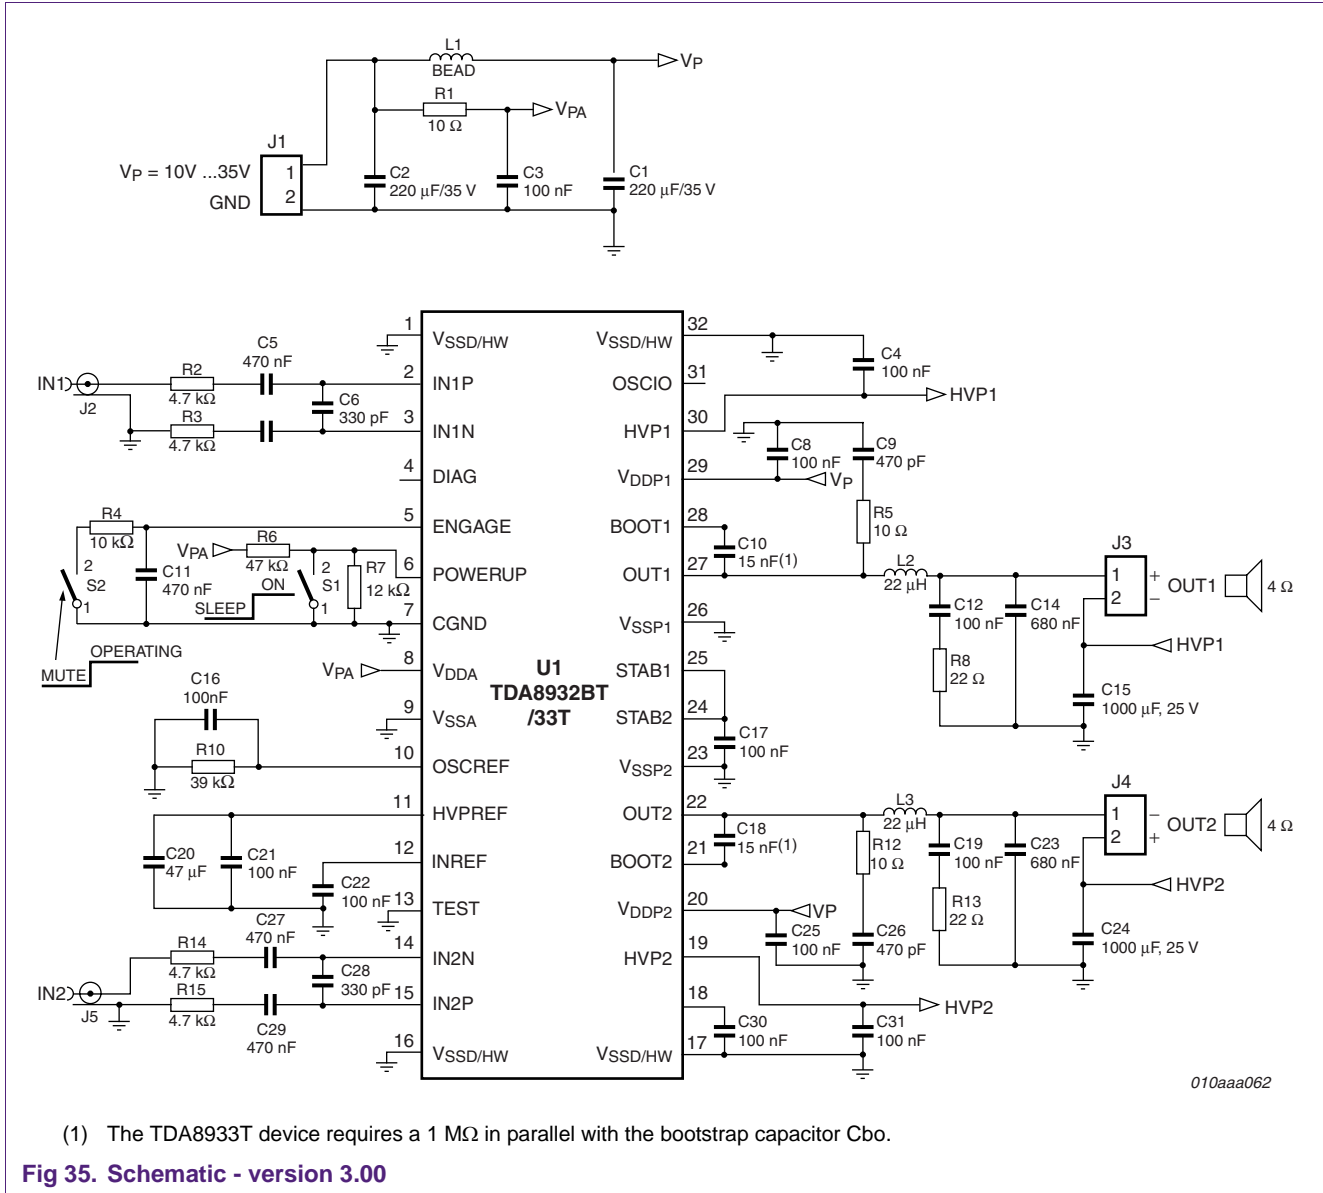 L1
BEAD
VP
R1
10 Ω
VPA
J1
VP = 10V ...35V
1
GND
2
C2
220 μF/35 V
C3
100 nF
C1
220 μF/35 V
1
VSSD/HW
VSSD/HW
32
C5
470 nF
C4
100 nF
IN1
J2
R2
4.7 kΩ
2
IN1P
OSCIO
31
C6
330 pF
HVP1
R3
4.7 kΩ
3
IN1N
HVP1
30
C8
100 nF
C9
470 pF
4
DIAG
VDDP1
29
VP
R4
10 kΩ
5
ENGAGE
BOOT1
28
R5
10 Ω
VPA
R6
47 kΩ
C10
15 nF(1)
2
S2
1
C11
470 nF
ON
SLEEP
2
S1
1
R7
12 kΩ
6
POWERUP
OUT1
27
L2
22 μH
J3
1
2
+
−
OUT1
4 Ω
7
CGND
VSSP1
26
C12
100 nF
C14
680 nF
MUTE
OPERATING
VPA
8
VDDA
U1
TDA8932BT
/33T
STAB1
25
R8
22 Ω
HVP1
C16
100nF
9
VSSA
STAB2
24
C15
1000 μF, 25 V
R10
39 kΩ
10
OSCREF
VSSP2
23
C17
100 nF
11
HVPREF
OUT2
22
L3
22 μH
J4
1
2
−
+
OUT2
4 Ω
C20
47 μF
C21
100 nF
12
INREF
BOOT2
21
C18
15 nF(1)
R12
10 Ω
C19
100 nF
C23
680 nF
C22
100 nF
13
TEST
VDDP2
20
VP
R13
22 Ω
HVP2
C27
470 nF
R14
4.7 kΩ
14
IN2N
HVP2
19
C25
100 nF
C26
470 pF
C24
1000 μF, 25 V
IN2
J5
C28
330 pF
R15
4.7 kΩ
15
IN2P
18
HVP2
C29
470 nF
16
VSSD/HW
VSSD/HW
17
C30
100 nF
C31
100 nF
010aaa062
(1) The TDA8933T device requires a 1 MΩ in parallel with the bootstrap capacitor Cbo.
Fig 35. Schematic - version 3.00